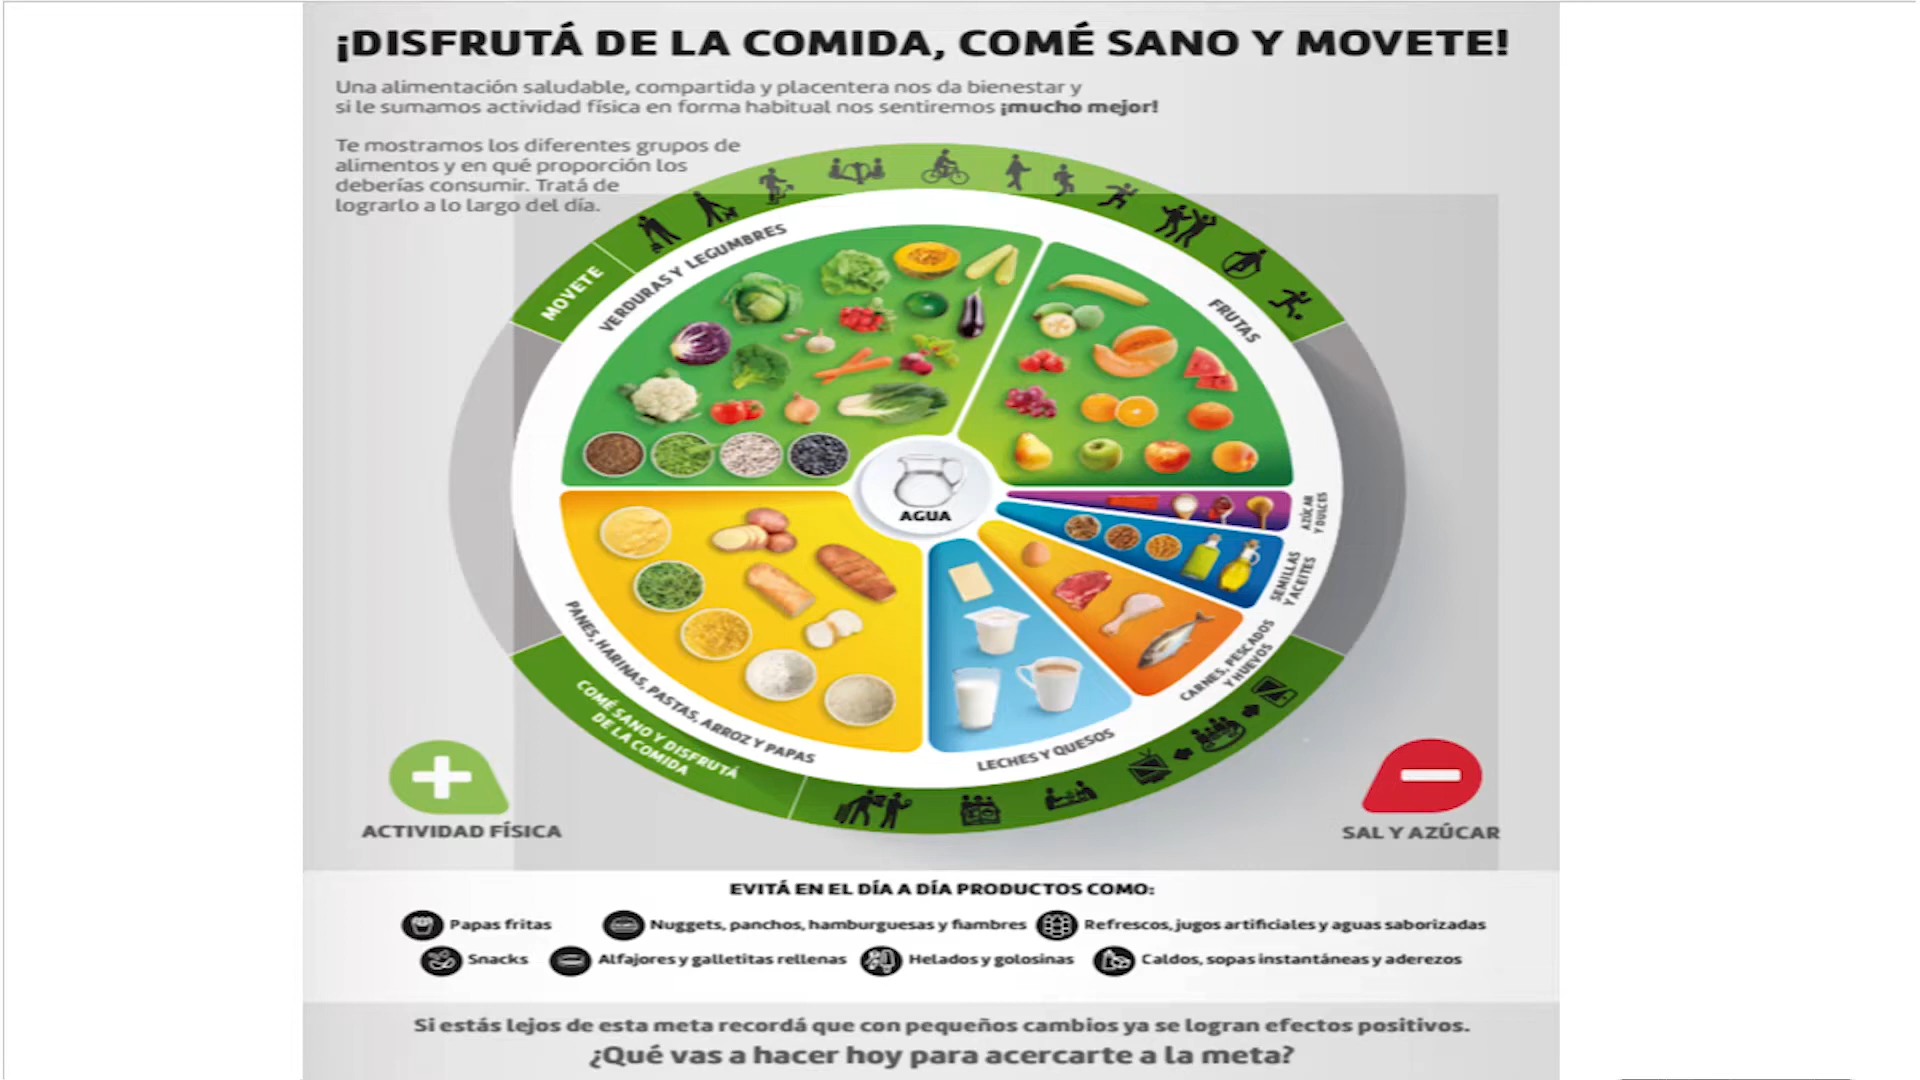 ¡DISFRUTÁ DE LA COMIDA, COMÉ SANO Y MOVETE!
Una alimentación saludable, compartida y placentera nos da bienestar y
si le sumamos actividad física en forma habitual nos sentiremos ¡mucho mejor!
Te mostramos los diferentes grupos de
alimentos y en qué proporción los
deberías consumir. Tratá de
lograrlo a lo largo del día.
MOVETE
VERDURAS Y LEGUMBRES
FRUTAS
AGUA
AZÚCAR
Y DULCES
SEMILLAS
Y ACEITES
CARNES, PESCADOS
Y HUEVOS
LECHES Y QUESOS
PANES, HARINAS, PASTAS, ARROZ Y PAPAS
COMÉ SANO Y DISFRUTÁ
DE LA COMIDA
ACTIVIDAD FÍSICA
SAL Y AZÚCAR
EVITÁ EN EL DÍA A DÍA PRODUCTOS COMO:
Papas fritas
Nuggets, panchos, hamburguesas y fiambres
Refrescos, jugos artificiales y aguas saborizadas
Snacks
Alfajores y galletitas rellenas
Helados y golosinas
Caldos, sopas instantáneas y aderezos
Si estás lejos de esta meta recordá que con pequeños cambios ya se logran efectos positivos.
¿Qué vas a hacer hoy para acercarte a la meta?